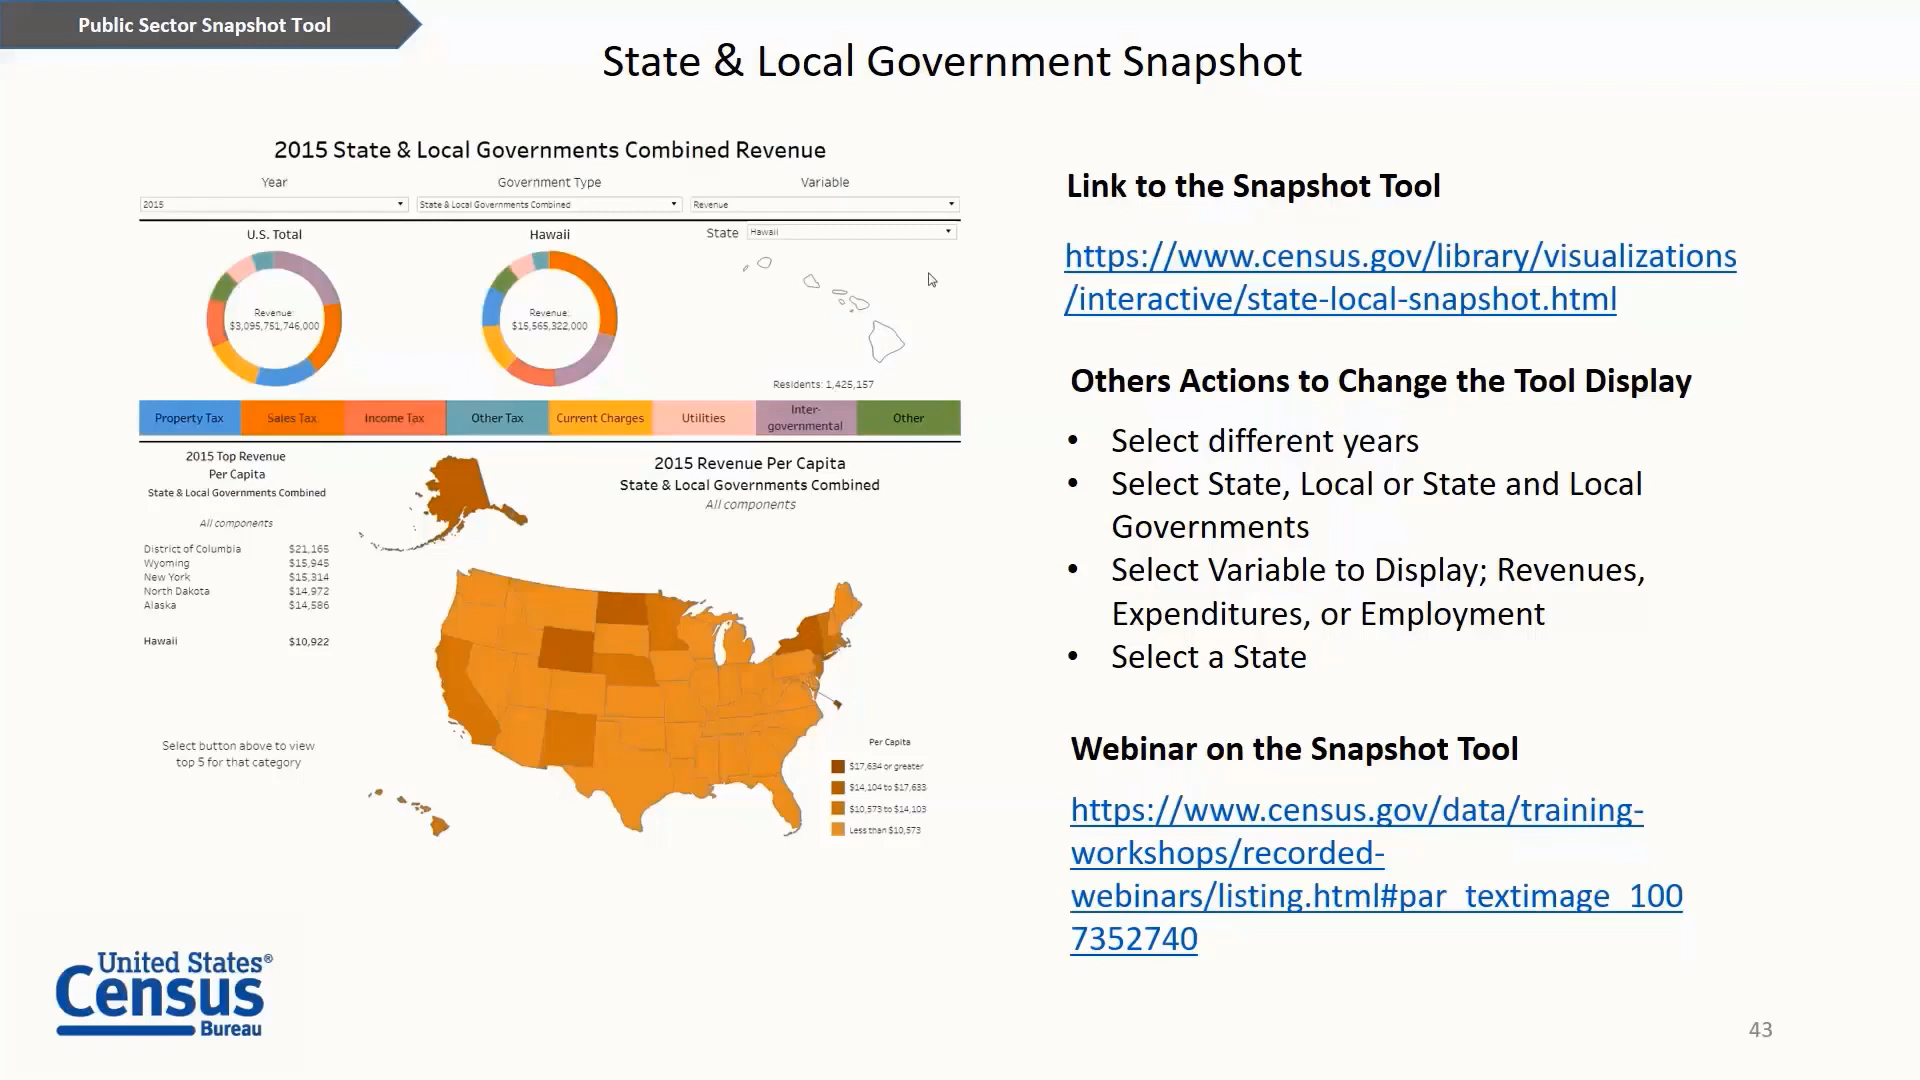 Public Sector Snapshot Tool
State & Local Government Snapshot
2015 State & Local Governments Combined Revenue
Year
Government Type
Variable
2015
State & Local Governments Combined
Revenue
U.S. Total
Hawaii
State
Hawaii
Revenue:
$3,095,751,746,000
Revenue:
$15,565,322,000
Residents: 1,425,157
Property Tax
Sales Tax
Income Tax
Other Tax
Current Charges
Utilities
Inter-
governmental
Other
2015 Top Revenue
Per Capita
State & Local Governments Combined
All components
District of Columbia $21,165
Wyoming $15,945
New York $15,314
North Dakota $14,972
Alaska $14,586
Hawaii $10,922
Select button above to view
top 5 for that category
2015 Revenue Per Capita
State & Local Governments Combined
All components
Per Capita
$17,634 or greater
$14,104 to $17,633
$10,573 to $14,103
Less than $10,573
Link to the Snapshot Tool
https://www.census.gov/library/visualizations
/interactive/state-local-snapshot.html
Others Actions to Change the Tool Display
• Select different years
• Select State, Local or State and Local
Governments
• Select Variable to Display; Revenues,
Expenditures, or Employment
• Select a State
Webinar on the Snapshot Tool
https://www.census.gov/data/training-
workshops/recorded-
webinars/listing.html#par_textimage_100
7352740
United States®
Census
Bureau
43